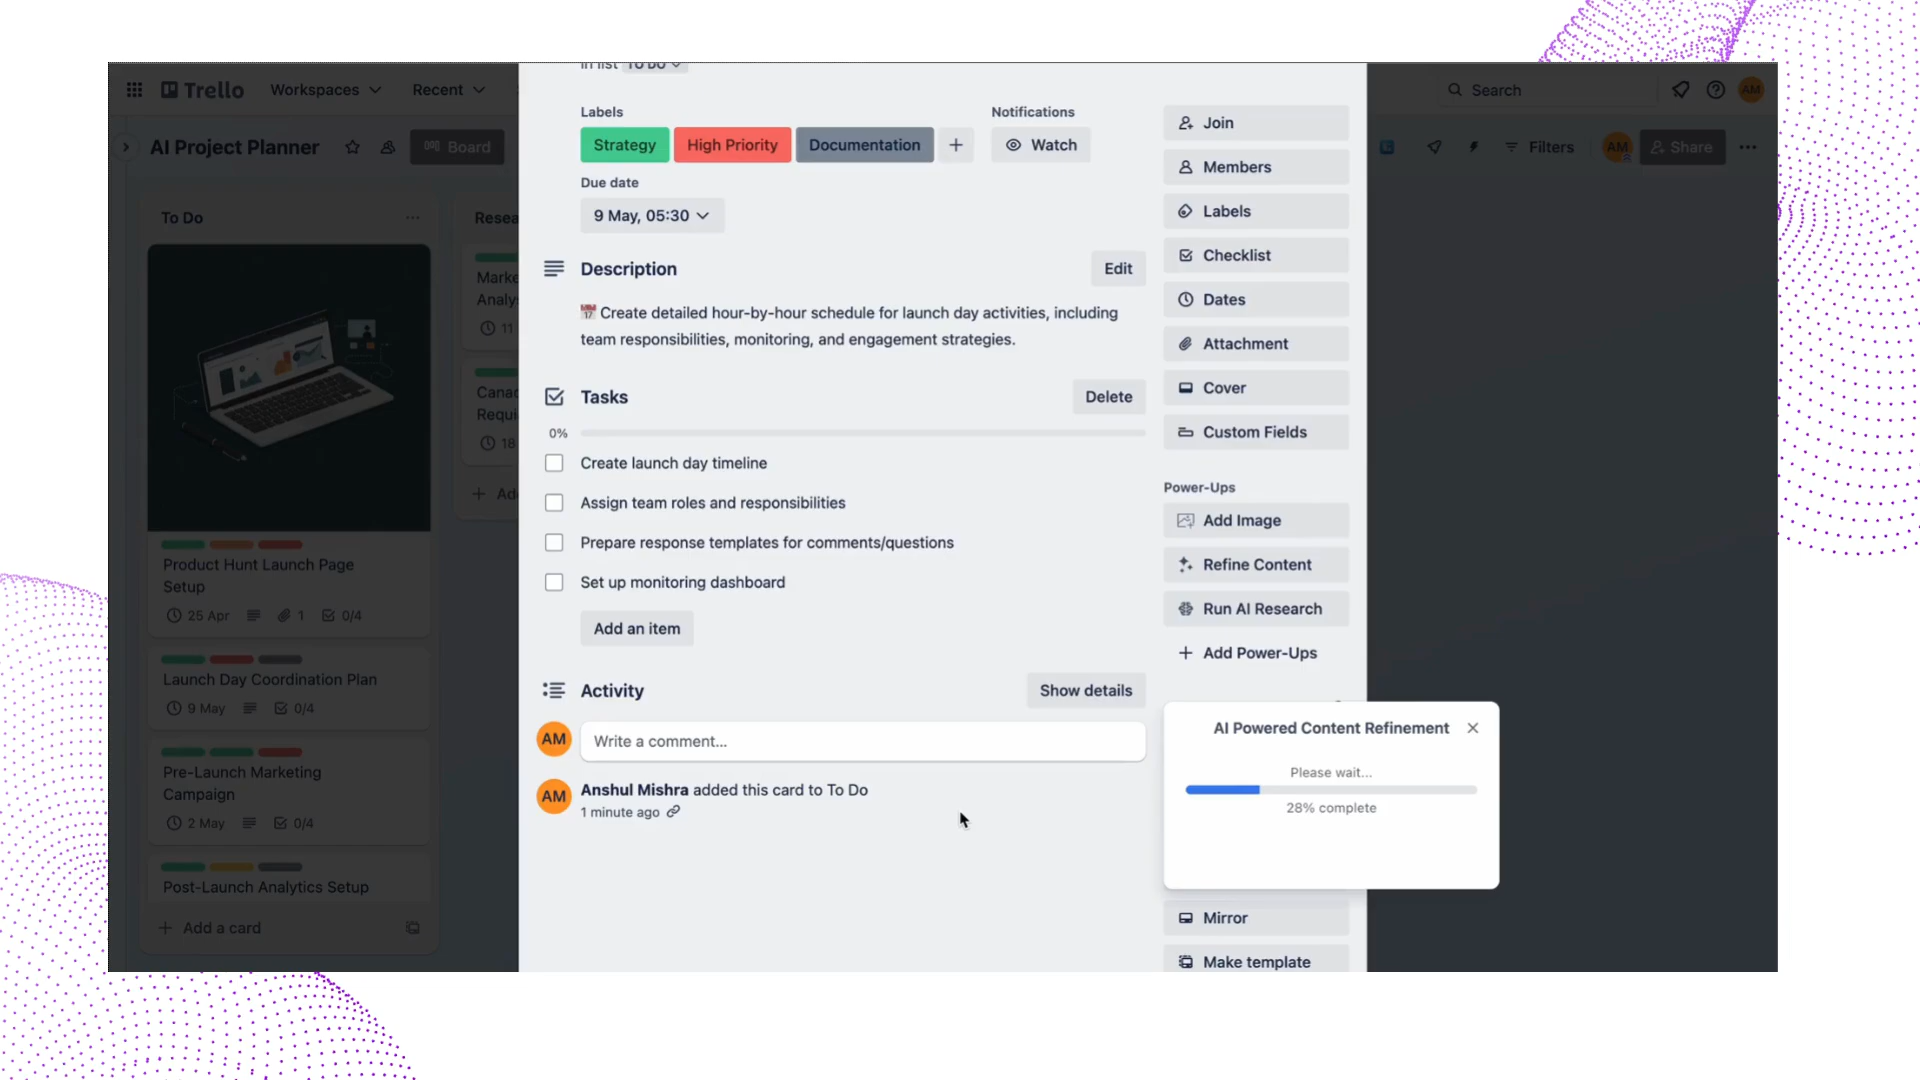 Trello
Workspaces
Recent
Search
AM
AI Project Planner
Board
Filters
AM
Share
To Do
Product Hunt Launch Page
Setup
25 Apr
1
0/4
Launch Day Coordination Plan
9 May
0/4
Pre-Launch Marketing
Campaign
2 May
0/4
Post-Launch Analytics Setup
Add a card
in list TO DO
Labels
Strategy
High Priority
Documentation
Notifications
Watch
Due date
9 May, 05:30
Description
Edit
Create detailed hour-by-hour schedule for launch day activities, including
team responsibilities, monitoring, and engagement strategies.
Tasks
Delete
0%
Create launch day timeline
Assign team roles and responsibilities
Prepare response templates for comments/questions
Set up monitoring dashboard
Add an item
Activity
Show details
AM
Write a comment...
AM
Anshul Mishra added this card to To Do
1 minute ago
Join
Members
Labels
Checklist
Dates
Attachment
Cover
Custom Fields
Power-Ups
Add Image
Refine Content
Run AI Research
Add Power-Ups
AI Powered Content Refinement
Please wait...
28% complete
Mirror
Make template